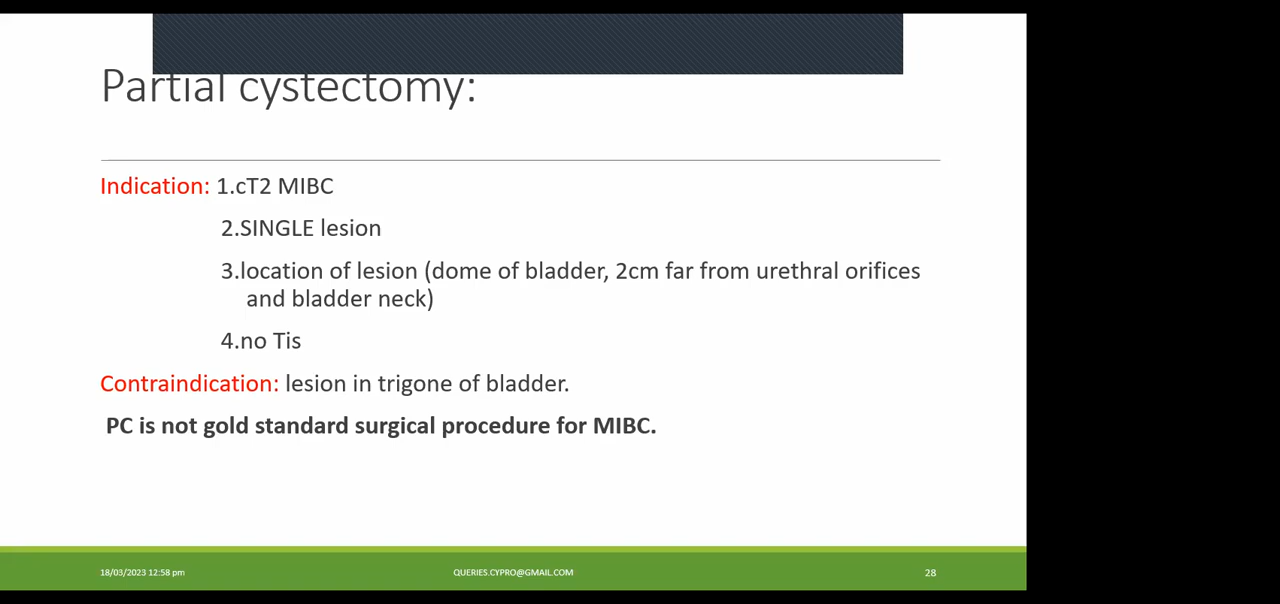 Partial cystectomy:
Indication: 1.cT2 MIBC
2.SINGLE lesion
3.location of lesion (dome of bladder, 2cm far from urethral orifices
and bladder neck)
4.no Tis
Contraindication: lesion in trigone of bladder.
PC is not gold standard surgical procedure for MIBC.
18/03/2023 12:58 pm
QUERIES.CYPRO@GMAIL.COM
28